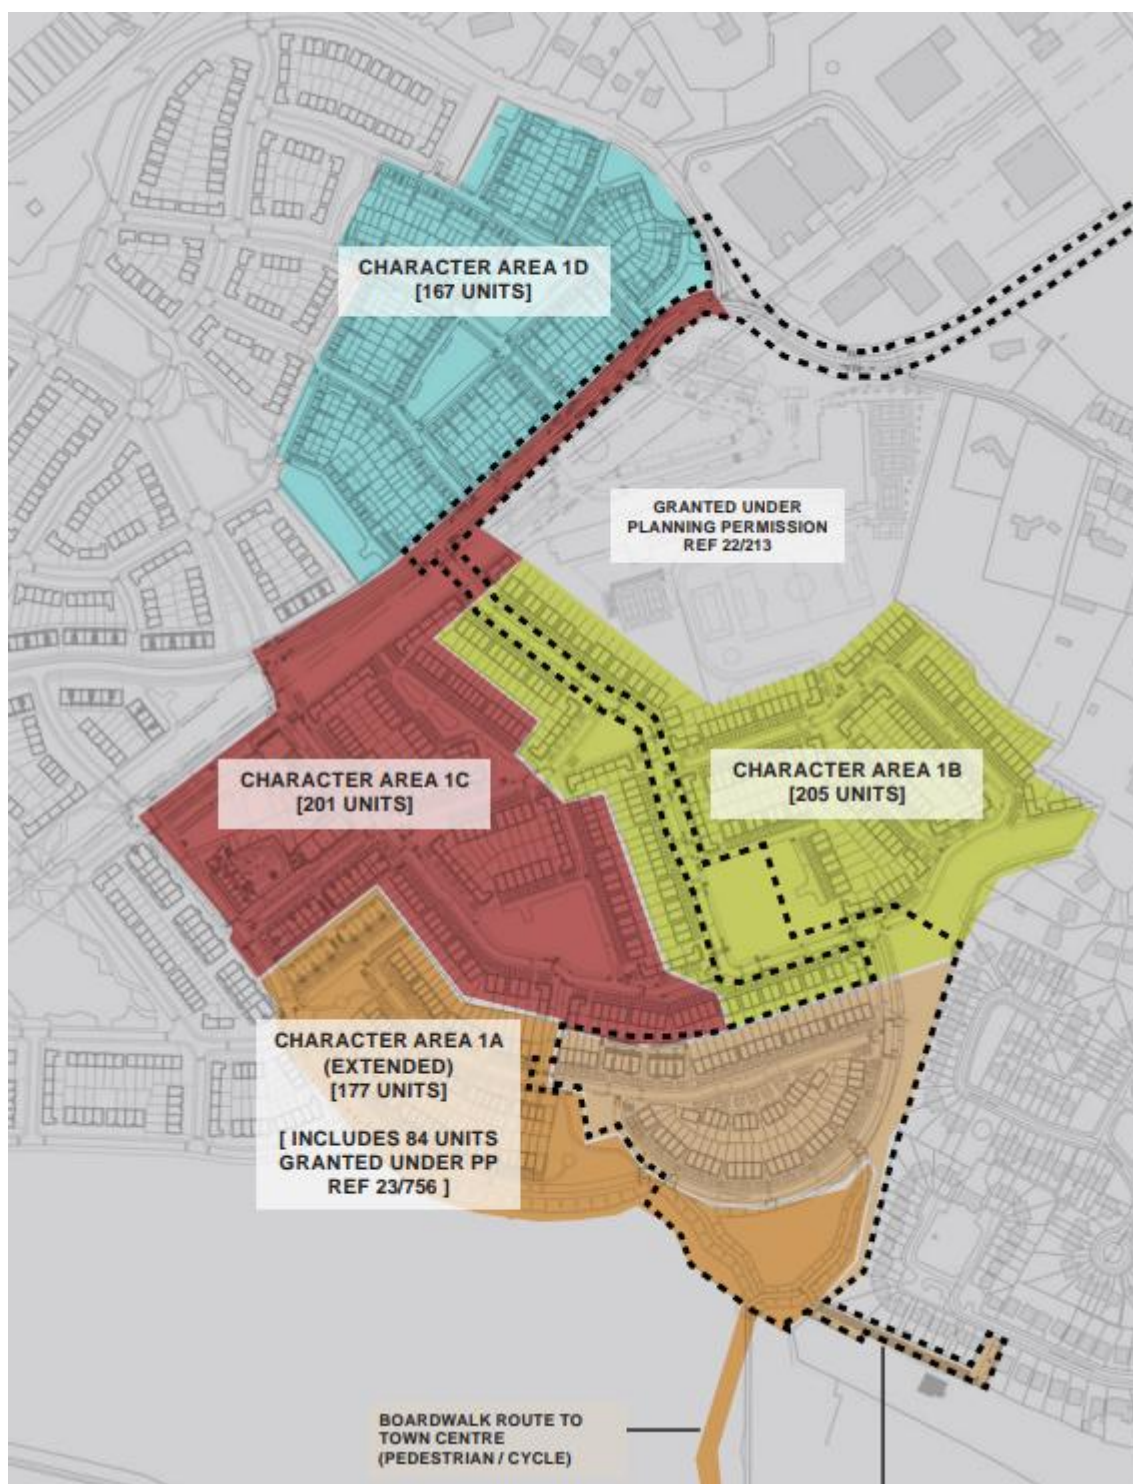 CHARACTER AREA 1D
[167 UNITS]
GRANTED UNDER
PLANNING PERMISSION
REF 22/213
CHARACTER AREA 1C
[201 UNITS]
CHARACTER AREA 1B
[205 UNITS]
CHARACTER AREA 1A
(EXTENDED)
[177 UNITS]
[ INCLUDES 84 UNITS
GRANTED UNDER PP
REF 23/756 ]
BOARDWALK ROUTE TO
TOWN CENTRE
(PEDESTRIAN / CYCLE)